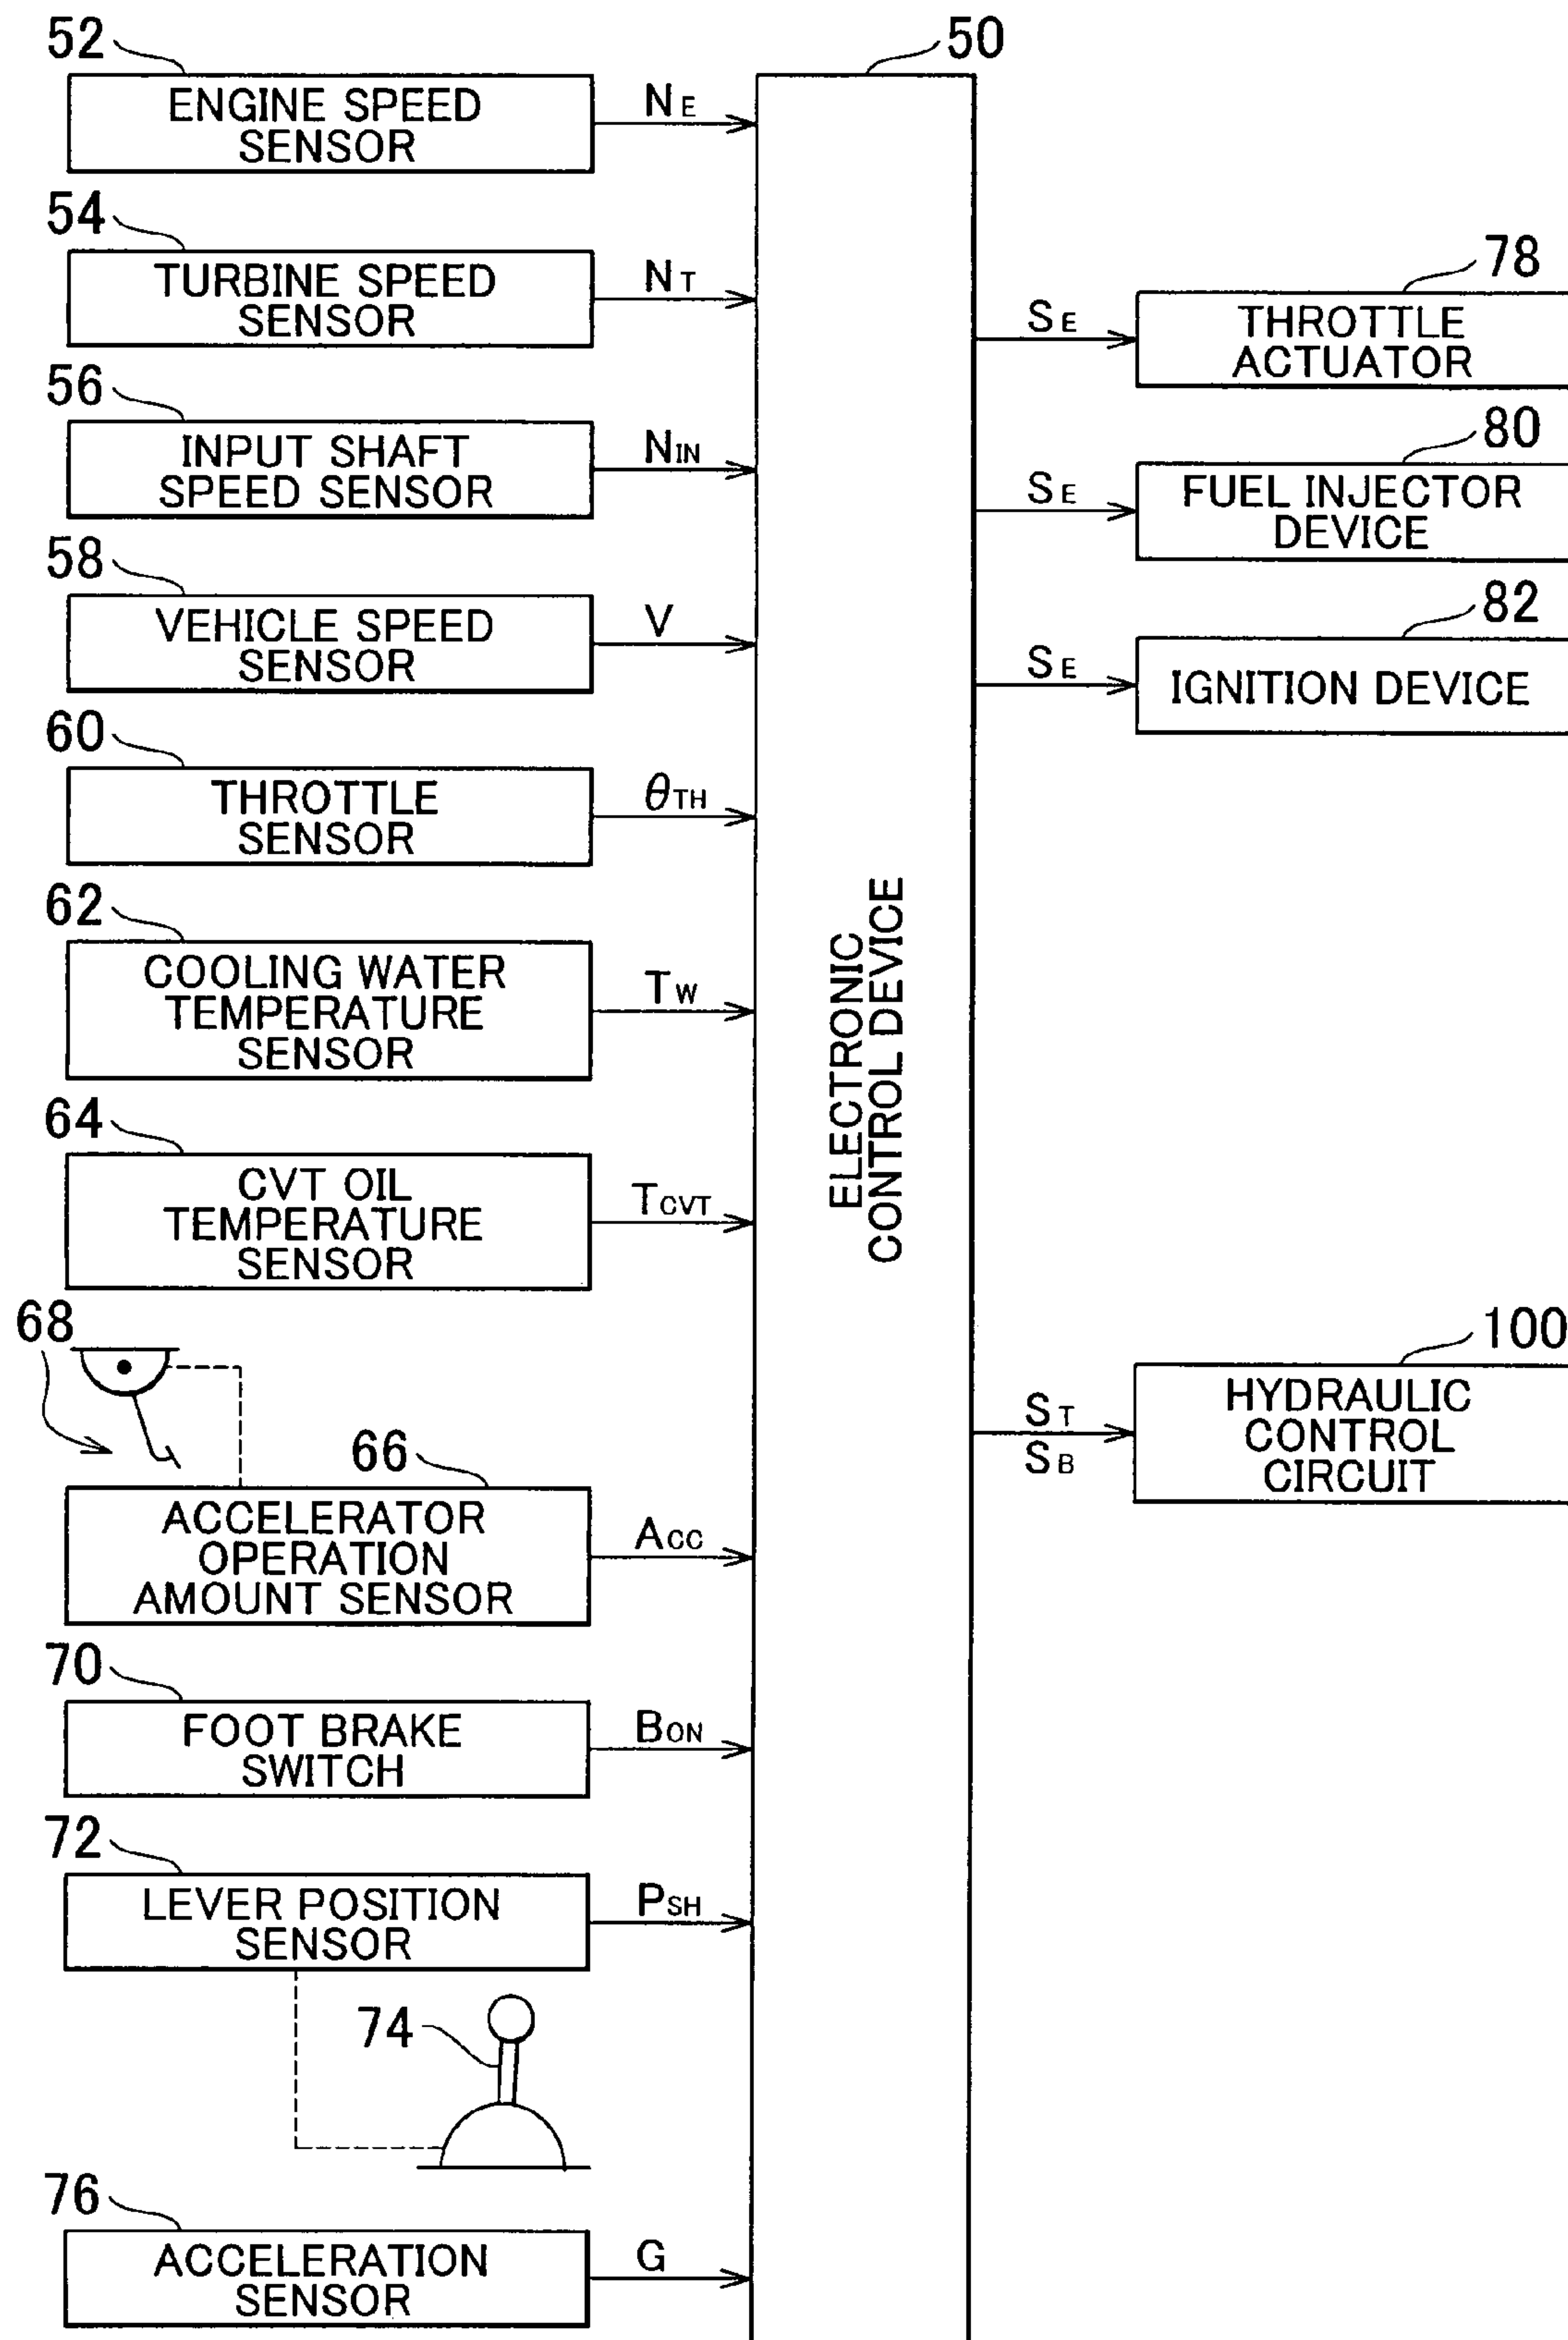 52
ENGINE SPEED
SENSOR
NE
54
TURBINE SPEED
SENSOR
NT
56
INPUT SHAFT
SPEED SENSOR
NIN
58
VEHICLE SPEED
SENSOR
V
60
THROTTLE
SENSOR
θTH
62
COOLING WATER
TEMPERATURE
SENSOR
TW
64
CVT OIL
TEMPERATURE
SENSOR
TCVT
68
66
ACCELERATOR
OPERATION
AMOUNT SENSOR
ACC
70
FOOT BRAKE
SWITCH
BON
72
LEVER POSITION
SENSOR
PSH
74
76
ACCELERATION
SENSOR
G
50
ELECTRONIC
CONTROL DEVICE
SE
78
THROTTLE
ACTUATOR
SE
80
FUEL INJECTOR
DEVICE
SE
82
IGNITION DEVICE
ST
SB
100
HYDRAULIC
CONTROL
CIRCUIT